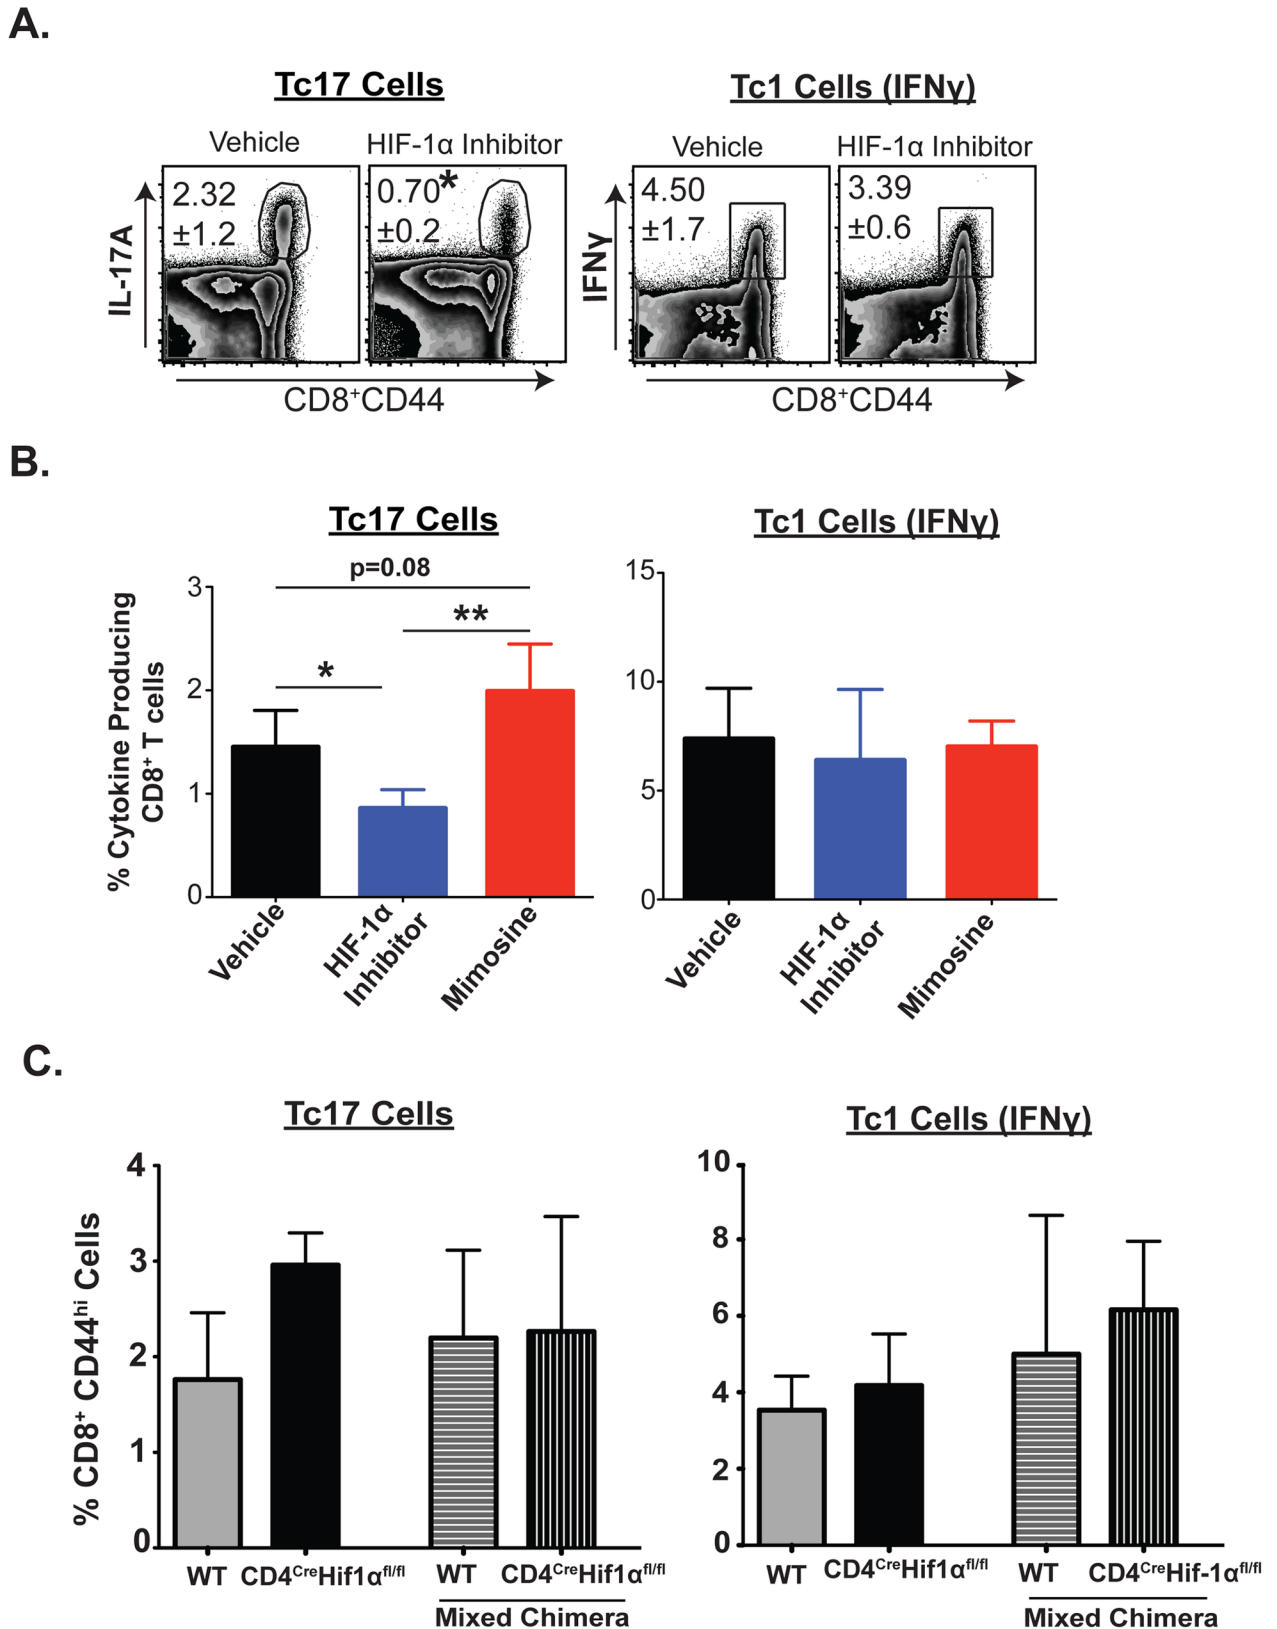 A.
Tc17 Cells
Tc1 Cells (IFNγ)
Vehicle
HIF-1α Inhibitor
Vehicle
HIF-1α Inhibitor
IL-17A
2.32
±1.2
0.70*
±0.2
IFNγ
4.50
±1.7
3.39
±0.6
CD8⁺CD44
CD8⁺CD44
B.
Tc17 Cells
Tc1 Cells (IFNγ)
% Cytokine Producing
CD8⁺ T cells
p=0.08
**
*
3
2
1
0
Vehicle
HIF-1α
Inhibitor
Mimosine
15
10
5
0
Vehicle
HIF-1α
Inhibitor
Mimosine
C.
Tc17 Cells
Tc1 Cells (IFNγ)
% CD8⁺ CD44ʰⁱ Cells
4
3
2
1
0
WT
CD4ᶜʳᵉHif1αᶠˡ/ᶠˡ
WT
CD4ᶜʳᵉHif1αᶠˡ/ᶠˡ
Mixed Chimera
10
8
6
4
2
0
WT
CD4ᶜʳᵉHif1αᶠˡ/ᶠˡ
WT
CD4ᶜʳᵉHif-1αᶠˡ/ᶠˡ
Mixed Chimera